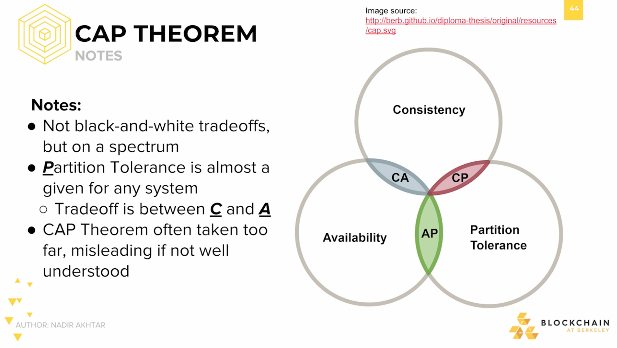 CAP THEOREM
NOTES
Image source:
http://berb.github.io/diploma-thesis/original/resources
/cap.svg
44
Notes:
● Not black-and-white tradeoffs,
but on a spectrum
● Partition Tolerance is almost a
given for any system
○ Tradeoff is between C and A
● CAP Theorem often taken too
far, misleading if not well
understood
Consistency
CA
CP
Availability
AP
Partition
Tolerance
AUTHOR: NADIR AKHTAR
BLOCKCHAIN
AT BERKELEY